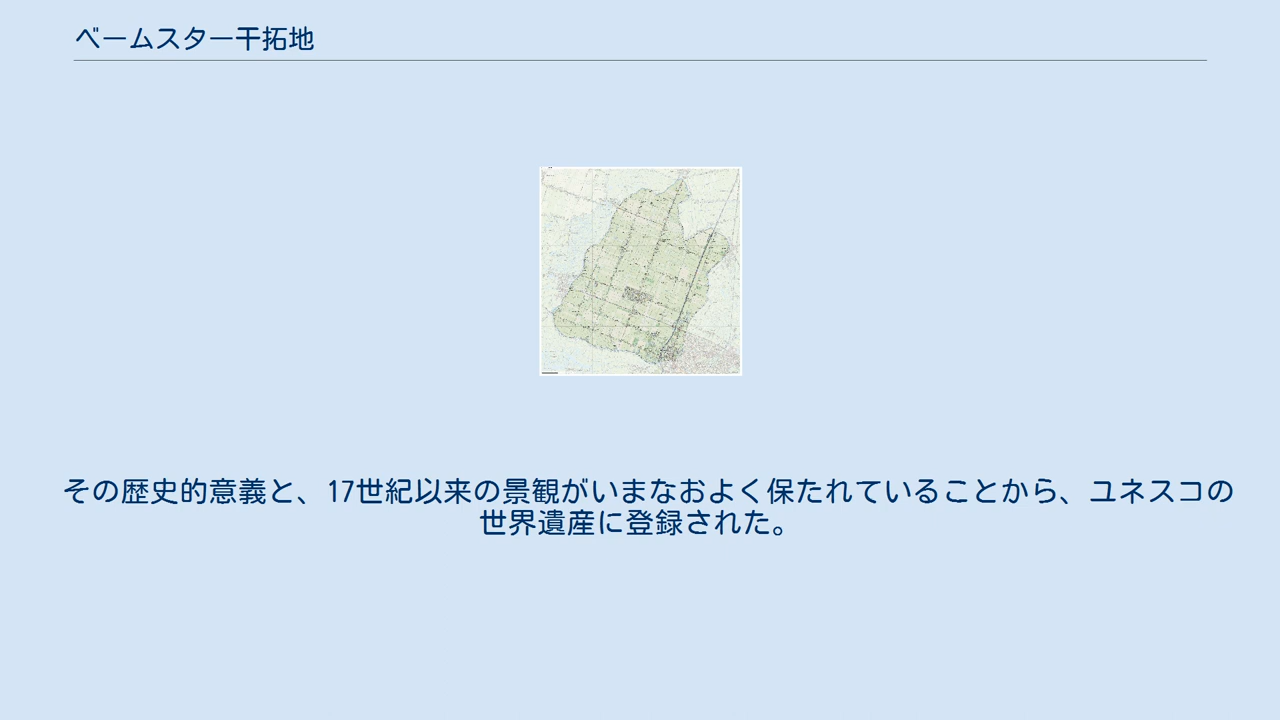 ベームスター干拓地
その歴史的意義と、17世紀以来の景観がいまなおよく保たれていることから、ユネスコの
世界遺産に登録された。